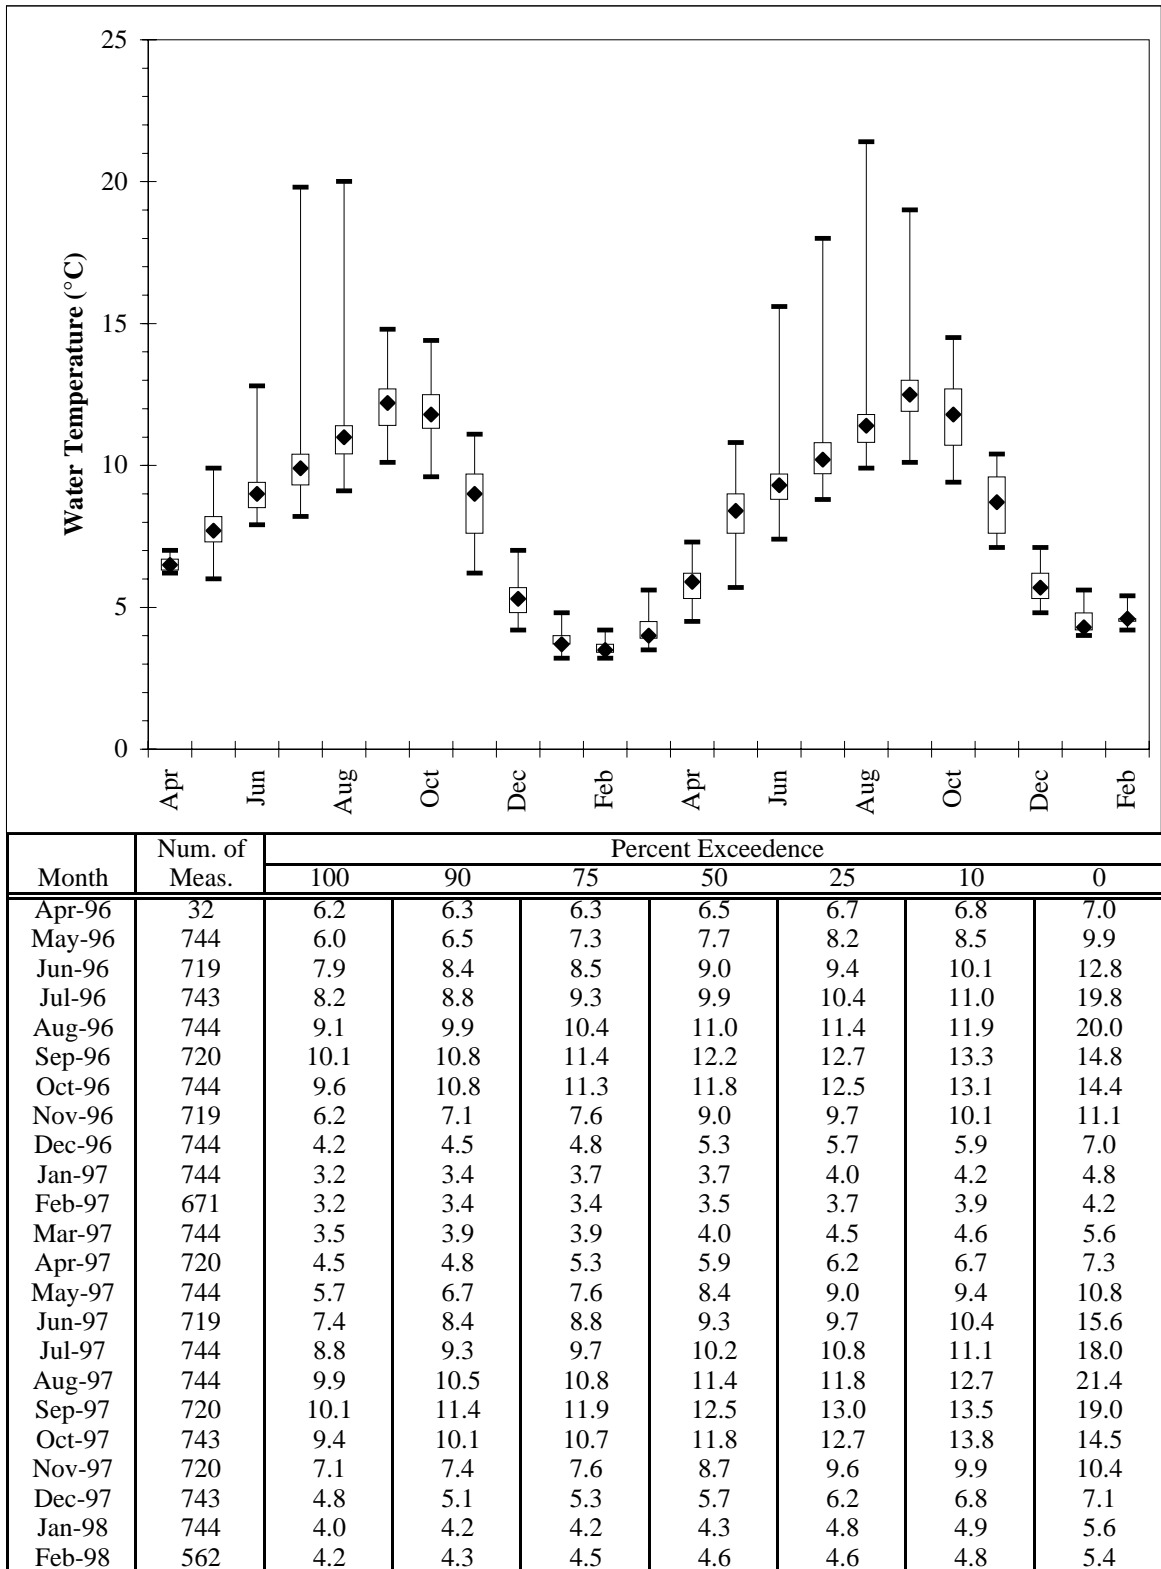 25
20
15
10
5
0
Water Temperature (°C)
Apr Jun Aug Oct Dec Feb Apr Jun Aug Oct Dec Feb
Num. of Percent Exceedence
Month Meas. 100 90 75 50 25 10 0
Apr-96 32 6.2 6.3 6.3 6.5 6.7 6.8 7.0
May-96 744 6.0 6.5 7.3 7.7 8.2 8.5 9.9
Jun-96 719 7.9 8.4 8.5 9.0 9.4 10.1 12.8
Jul-96 743 8.2 8.8 9.3 9.9 10.4 11.0 19.8
Aug-96 744 9.1 9.9 10.4 11.0 11.4 11.9 20.0
Sep-96 720 10.1 10.8 11.4 12.2 12.7 13.3 14.8
Oct-96 744 9.6 10.8 11.3 11.8 12.5 13.1 14.4
Nov-96 719 6.2 7.1 7.6 9.0 9.7 10.1 11.1
Dec-96 744 4.2 4.5 4.8 5.3 5.7 5.9 7.0
Jan-97 744 3.2 3.4 3.7 3.7 4.0 4.2 4.8
Feb-97 671 3.2 3.4 3.4 3.5 3.7 3.9 4.2
Mar-97 744 3.5 3.9 3.9 4.0 4.5 4.6 5.6
Apr-97 720 4.5 4.8 5.3 5.9 6.2 6.7 7.3
May-97 744 5.7 6.7 7.6 8.4 9.0 9.4 10.8
Jun-97 719 7.4 8.4 8.8 9.3 9.7 10.4 15.6
Jul-97 744 8.8 9.3 9.7 10.2 10.8 11.1 18.0
Aug-97 744 9.9 10.5 10.8 11.4 11.8 12.7 21.4
Sep-97 720 10.1 11.4 11.9 12.5 13.0 13.5 19.0
Oct-97 743 9.4 10.1 10.7 11.8 12.7 13.8 14.5
Nov-97 720 7.1 7.4 7.6 8.7 9.6 9.9 10.4
Dec-97 743 4.8 5.1 5.3 5.7 6.2 6.8 7.1
Jan-98 744 4.0 4.2 4.2 4.3 4.8 4.9 5.6
Feb-98 562 4.2 4.3 4.5 4.6 4.6 4.8 5.4